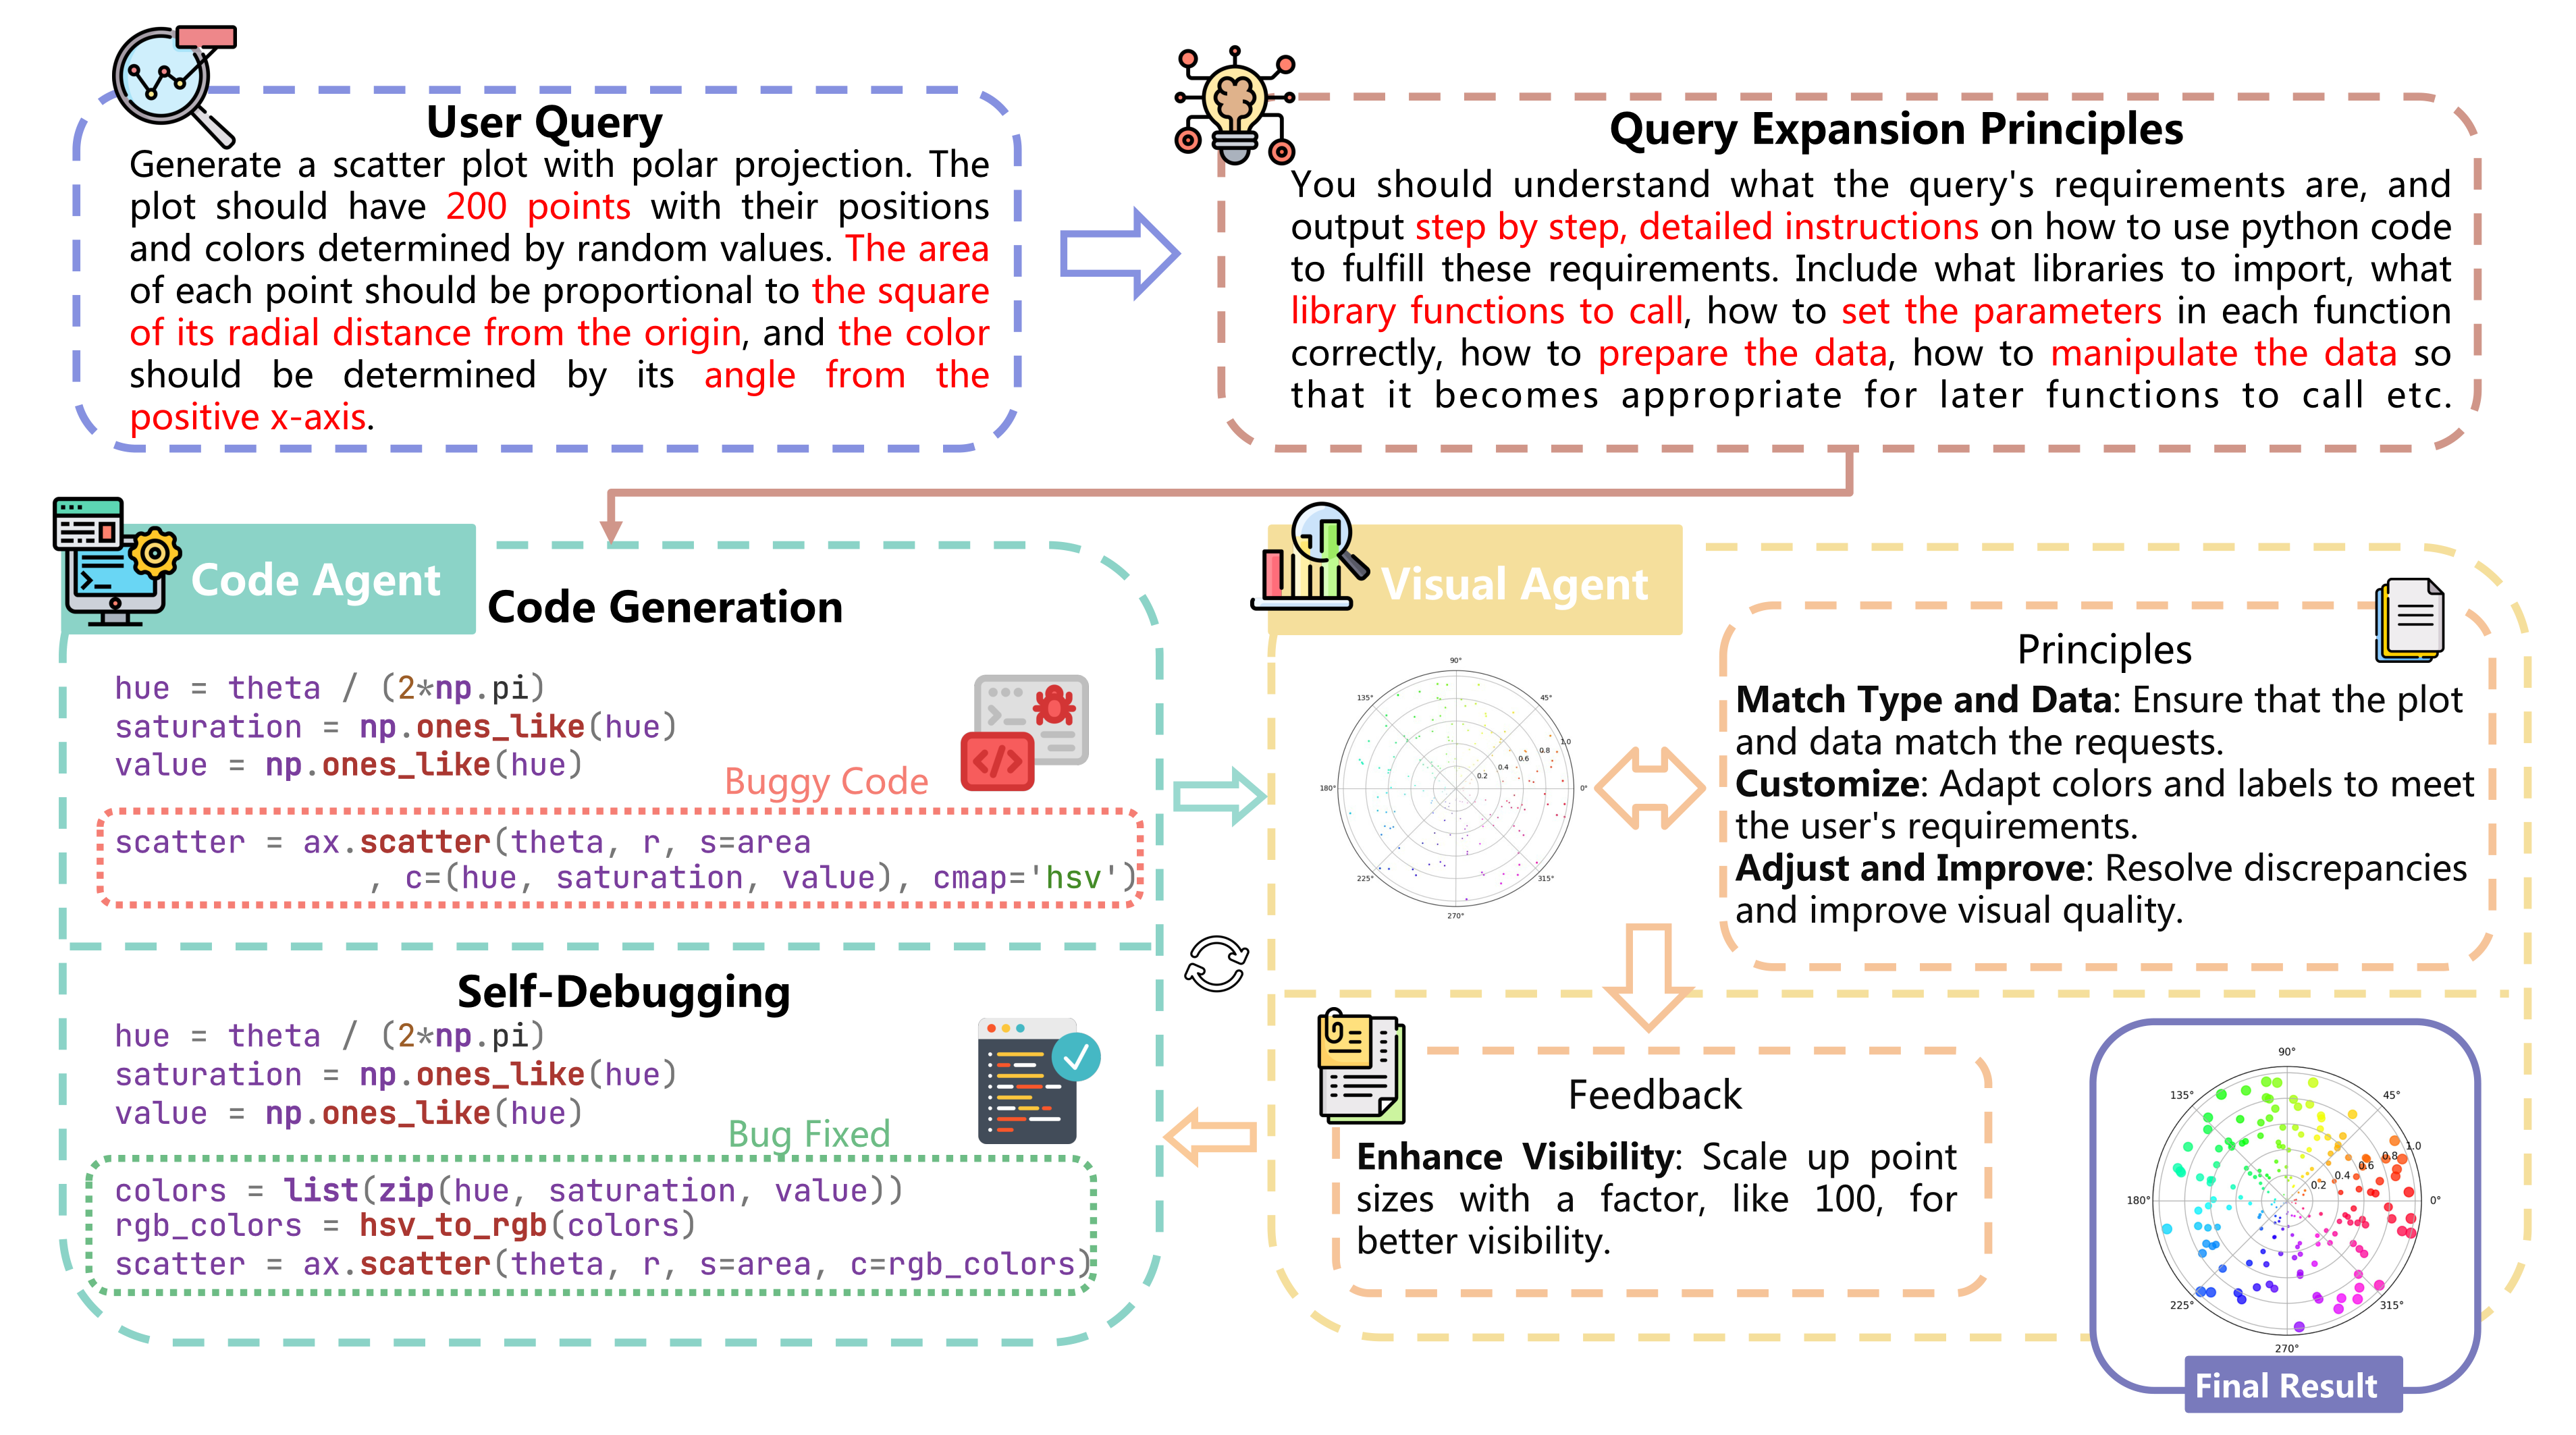 User Query
Generate a scatter plot with polar projection. The
plot should have 200 points with their positions
and colors determined by random values. The area
of each point should be proportional to the square
of its radial distance from the origin, and the color
should be determined by its angle from the
positive x-axis.
Query Expansion Principles
You should understand what the query's requirements are, and
output step by step, detailed instructions on how to use python code
to fulfill these requirements. Include what libraries to import, what
library functions to call, how to set the parameters in each function
correctly, how to prepare the data, how to manipulate the data so
that it becomes appropriate for later functions to call etc.
Code Agent
Code Generation
hue = theta / (2*np.pi)
saturation = np.ones_like(hue)
value = np.ones_like(hue)
Buggy Code
scatter = ax.scatter(theta, r, s=area
, c=(hue, saturation, value), cmap='hsv')
Self-Debugging
hue = theta / (2*np.pi)
saturation = np.ones_like(hue)
value = np.ones_like(hue)
Bug Fixed
colors = list(zip(hue, saturation, value))
rgb_colors = hsv_to_rgb(colors)
scatter = ax.scatter(theta, r, s=area, c=rgb_colors)
Visual Agent
90°
135°
45°
1.0
0.8
0.6
0.4
0.2
180°
0°
225°
315°
270°
Principles
Match Type and Data: Ensure that the plot
and data match the requests.
Customize: Adapt colors and labels to meet
the user's requirements.
Adjust and Improve: Resolve discrepancies
and improve visual quality.
Feedback
Enhance Visibility: Scale up point
sizes with a factor, like 100, for
better visibility.
90°
135°
45°
1.0
0.8
0.6
0.4
0.2
180°
0°
225°
315°
270°
Final Result